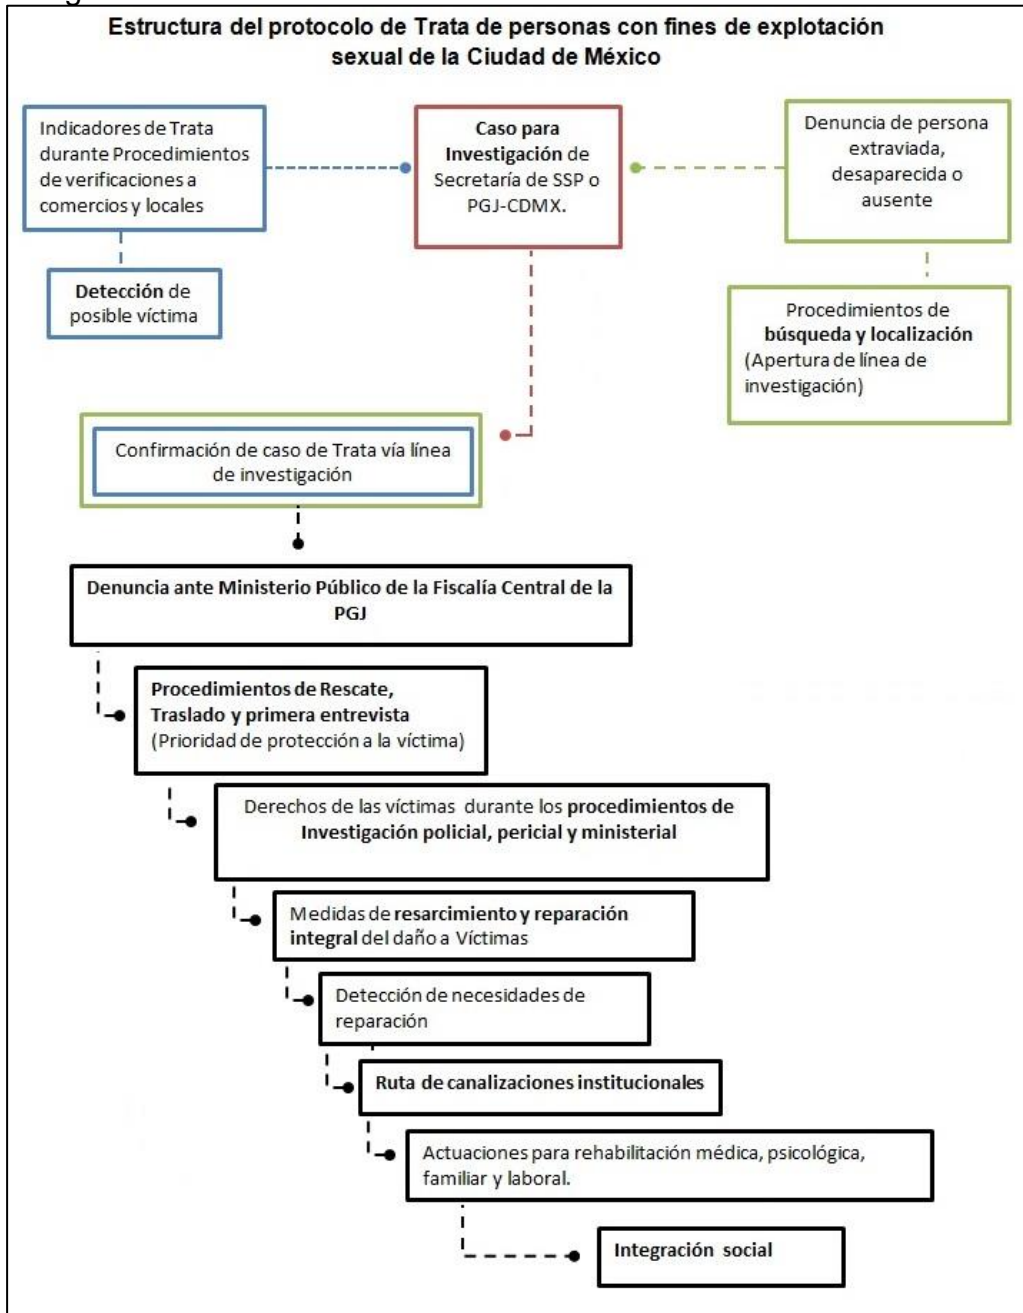 Estructura del protocolo de Trata de personas con fines de explotación
sexual de la Ciudad de México
Indicadores de Trata
durante Procedimientos
de verificaciones a
comercios y locales
Detección de
posible víctima
Caso para
Investigación de
Secretaría de SSP o
PGJ-CDMX.
Denuncia de persona
extraviada,
desaparecida o
ausente
Procedimientos de
búsqueda y localización
(Apertura de línea de
investigación)
Confirmación de caso de Trata vía línea
de investigación
Denuncia ante Ministerio Público de la Fiscalía Central de la
PGJ
Procedimientos de Rescate,
Traslado y primera entrevista
(Prioridad de protección a la víctima)
Derechos de las víctimas durante los procedimientos de
Investigación policial, pericial y ministerial
Medidas de resarcimiento y reparación
integral del daño a Víctimas
Detección de necesidades de
reparación
Ruta de canalizaciones institucionales
Actuaciones para rehabilitación médica, psicológica,
familiar y laboral.
Integración social